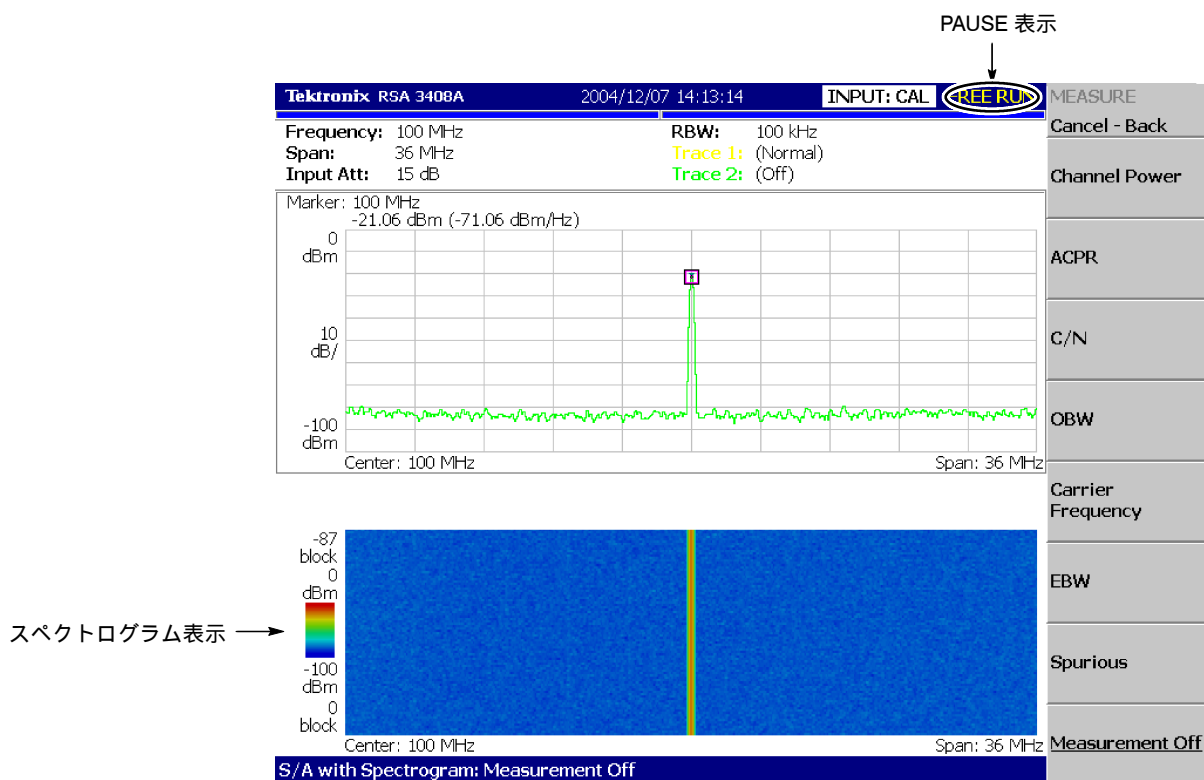 PAUSE 表示
Tektronix RSA 3408A 2004/12/07 14:13:14 INPUT: CAL FREE RUN
MEASURE
Cancel - Back
Frequency: 100 MHz RBW: 100 kHz
Span: 36 MHz Trace 1: (Normal)
Input Att: 15 dB Trace 2: (Off)
Channel Power
Marker: 100 MHz
-21.06 dBm (-71.06 dBm/Hz)
0
dBm
ACPR
10
dB/
C/N
-100
dBm
OBW
Center: 100 MHz Span: 36 MHz
Carrier
Frequency
-87
block
0
dBm
EBW
スペクトログラム表示
-100
dBm
Spurious
0
block
Center: 100 MHz Span: 36 MHz
Measurement Off
S/A with Spectrogram: Measurement Off